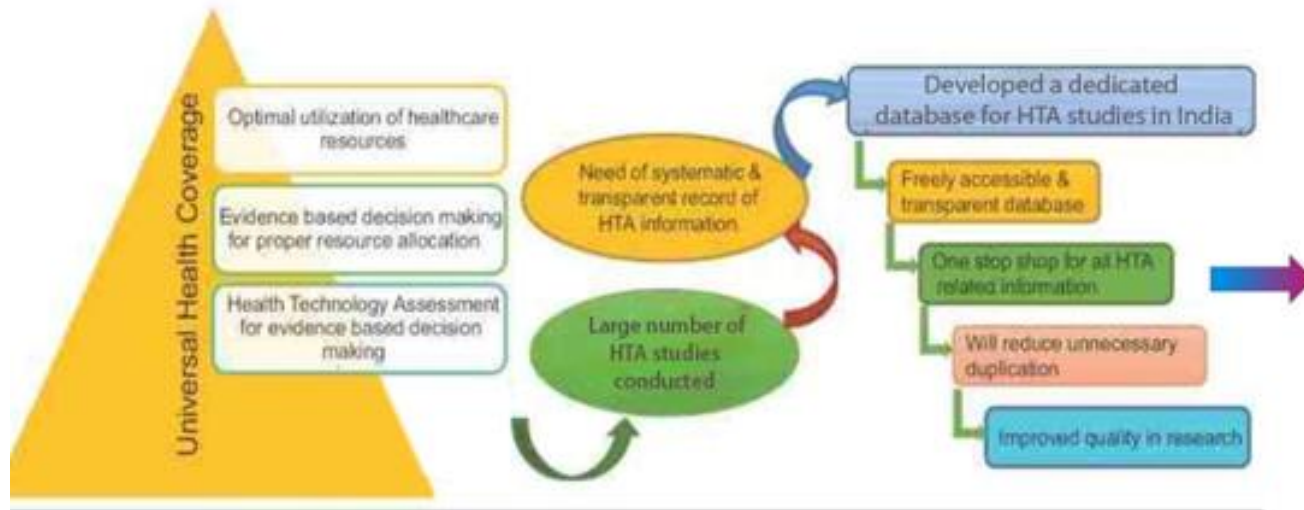 Universal Health Coverage
Optimal utilization of healthcare
resources
Evidence based decision making
for proper resource allocation
Health Technology Assessment
for evidence based decision
making
Need of systematic &
transparent record of
HTA information
Large number of
HTA studies
conducted
Developed a dedicated
database for HTA studies in India
Freely accessible &
transparent database
One stop shop for all HTA
related information
Will reduce unnecessary
duplication
Improved quality in research